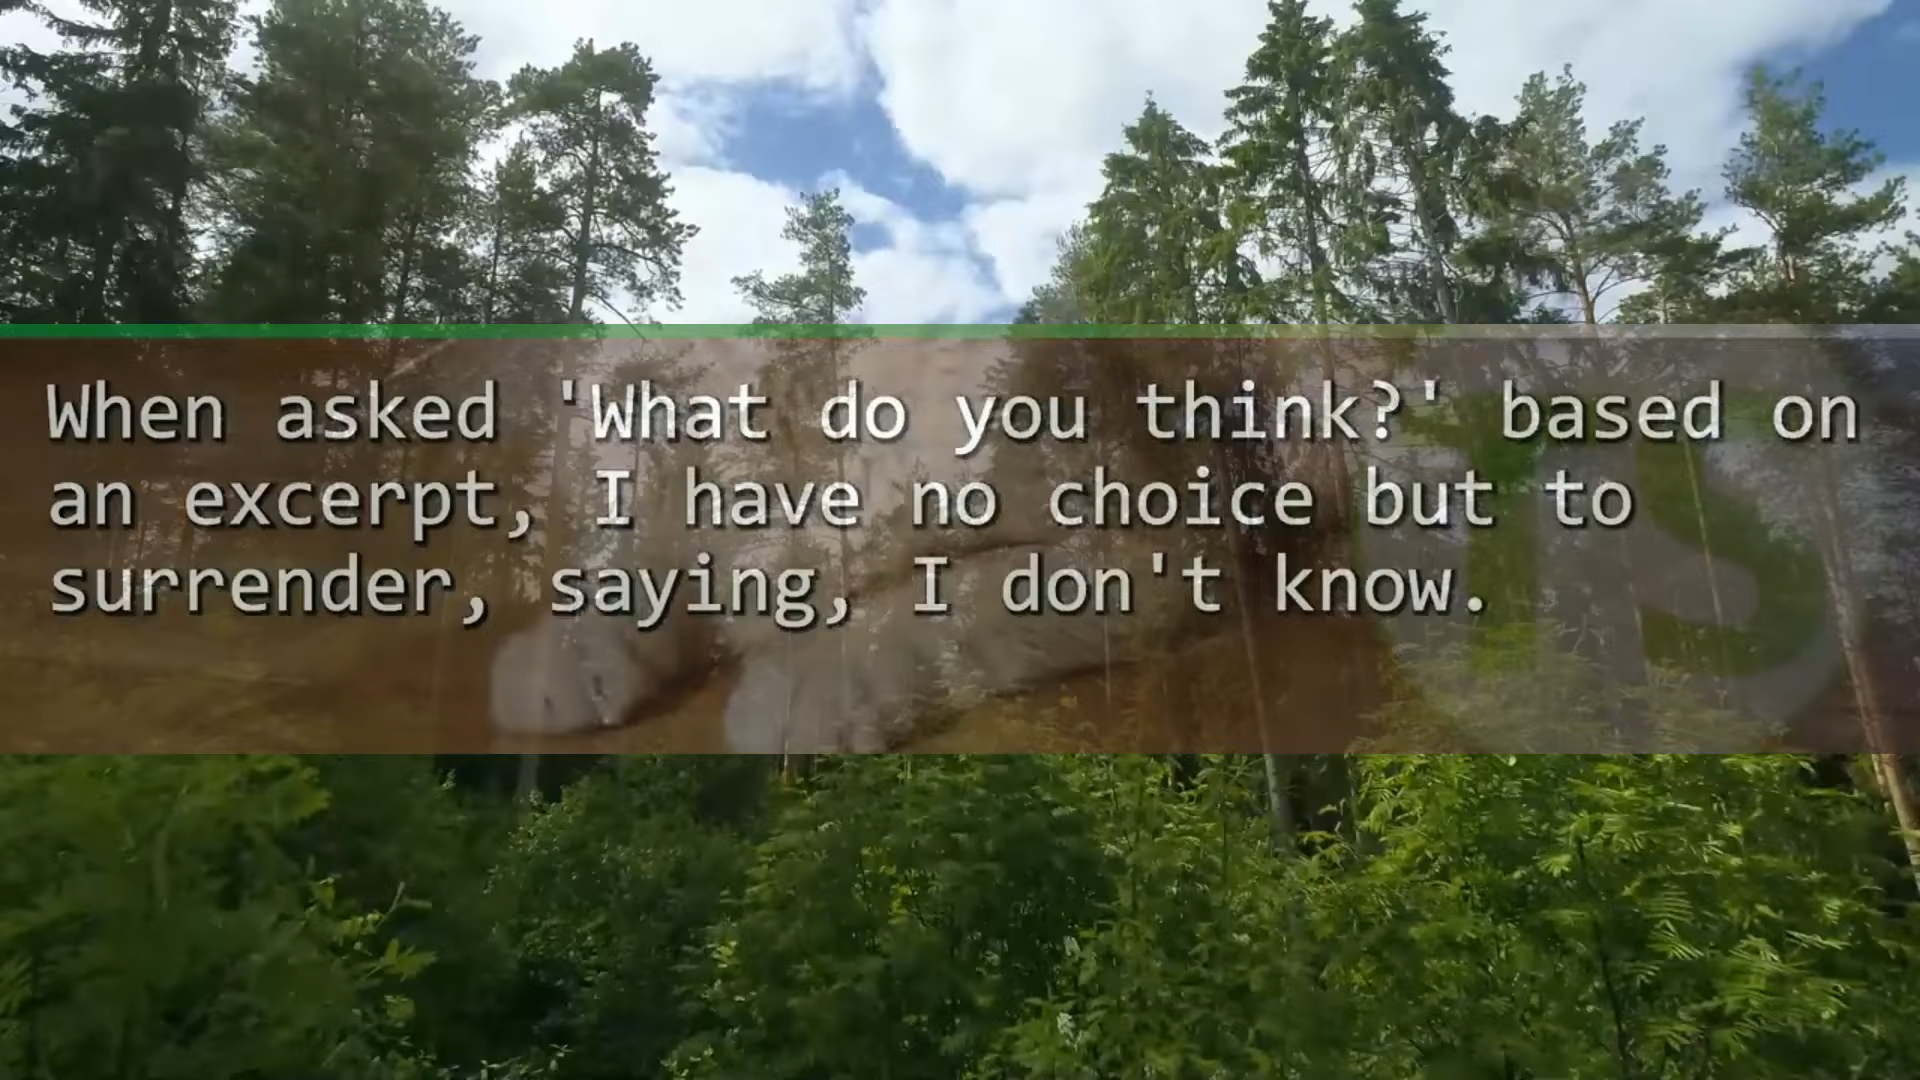 When asked 'What do you think?' based on
an excerpt, I have no choice but to
surrender, saying, I don't know.